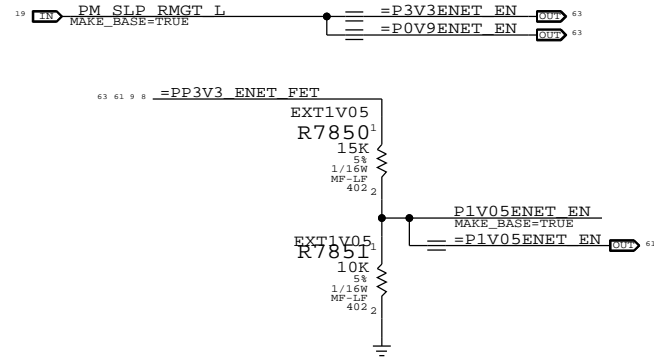 19 IN PM_SLP_RMGT_L =P3V3ENET_EN OUT 63
MAKE_BASE=TRUE
=P0V9ENET_EN OUT 63
63 61 9 8 =PP3V3_ENET_FET
EXT1V05
R7850 1
15K
5%
1/16W
MF-LF
402 2
P1V05ENET_EN
MAKE_BASE=TRUE
=P1V05ENET_EN OUT 61
EXT1V05
R7851 1
10K
5%
1/16W
MF-LF
402 2